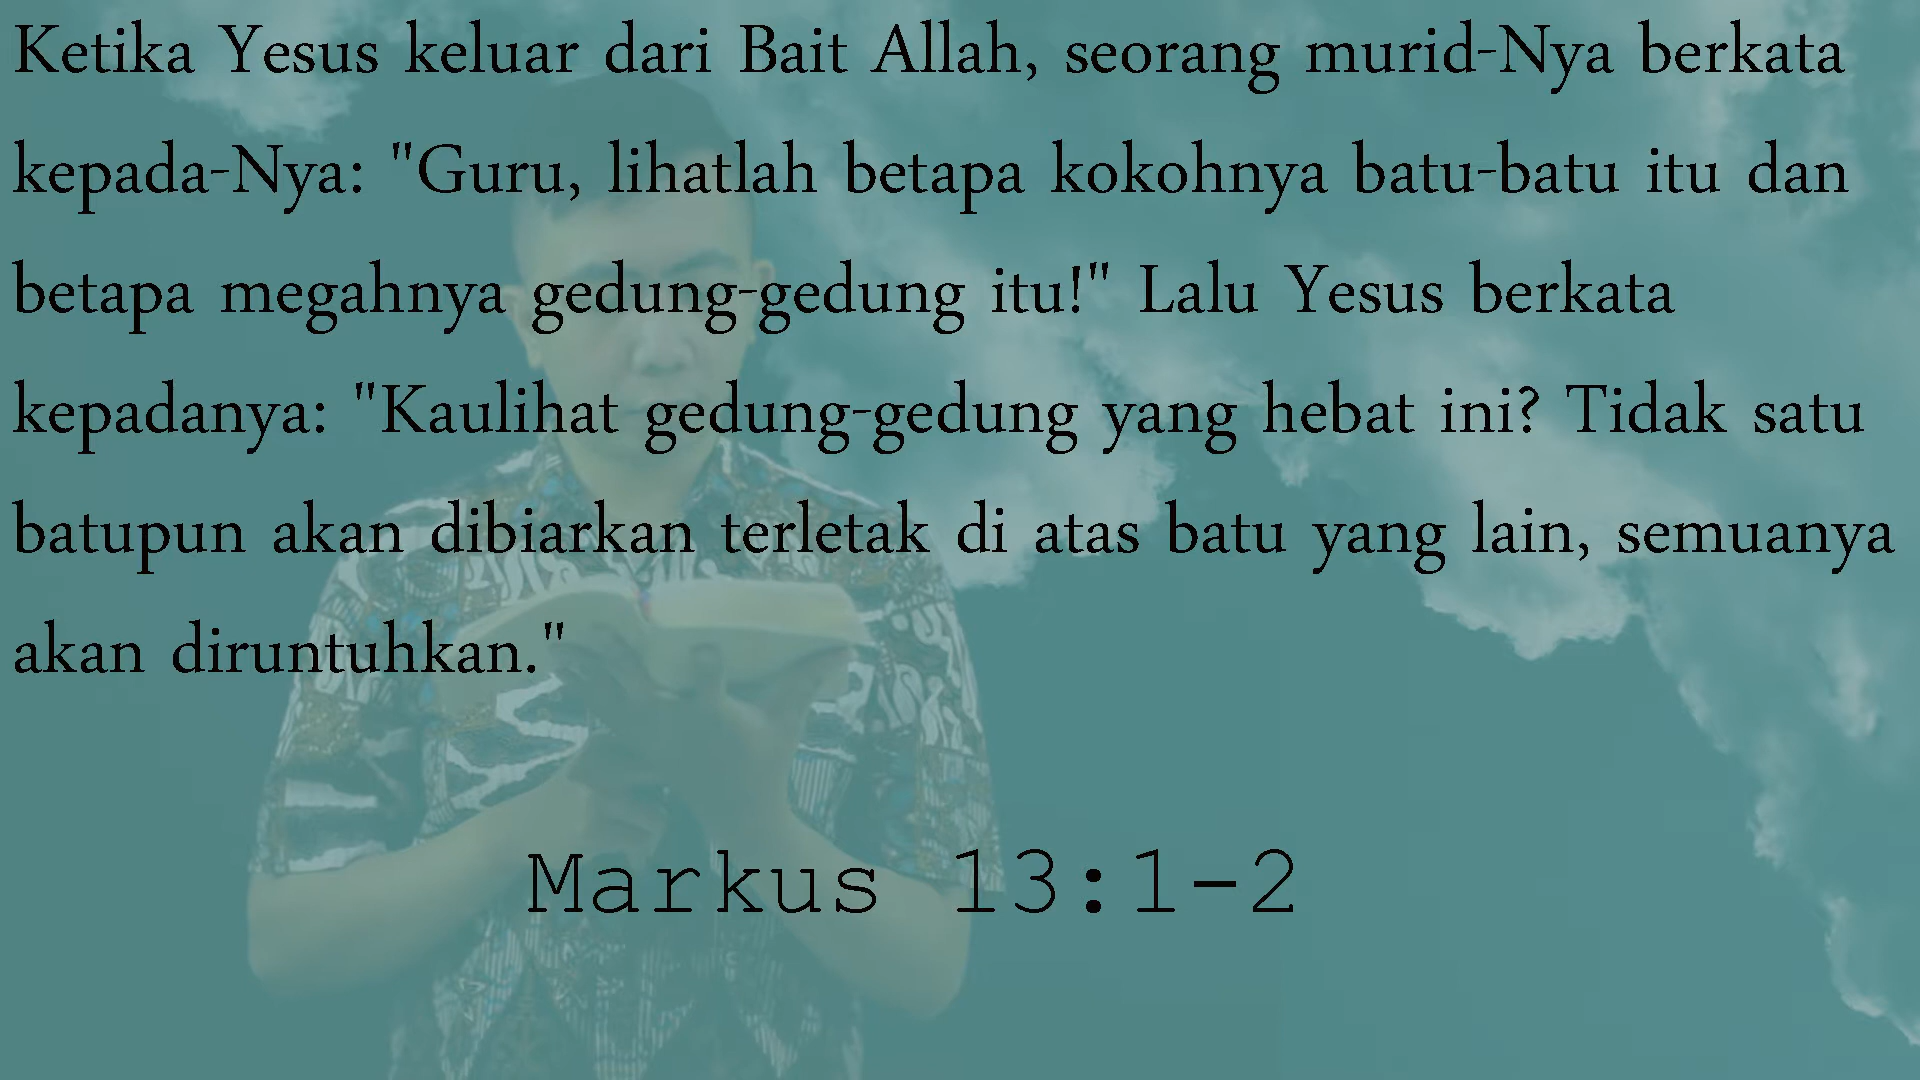 Ketika Yesus keluar dari Bait Allah, seorang murid-Nya berkata
kepada-Nya: "Guru, lihatlah betapa kokohnya batu-batu itu dan
betapa megahnya gedung-gedung itu!" Lalu Yesus berkata
kepadanya: "Kaulihat gedung-gedung yang hebat ini? Tidak satu
batupun akan dibiarkan terletak di atas batu yang lain, semuanya
akan diruntuhkan."
Markus 13:1-2